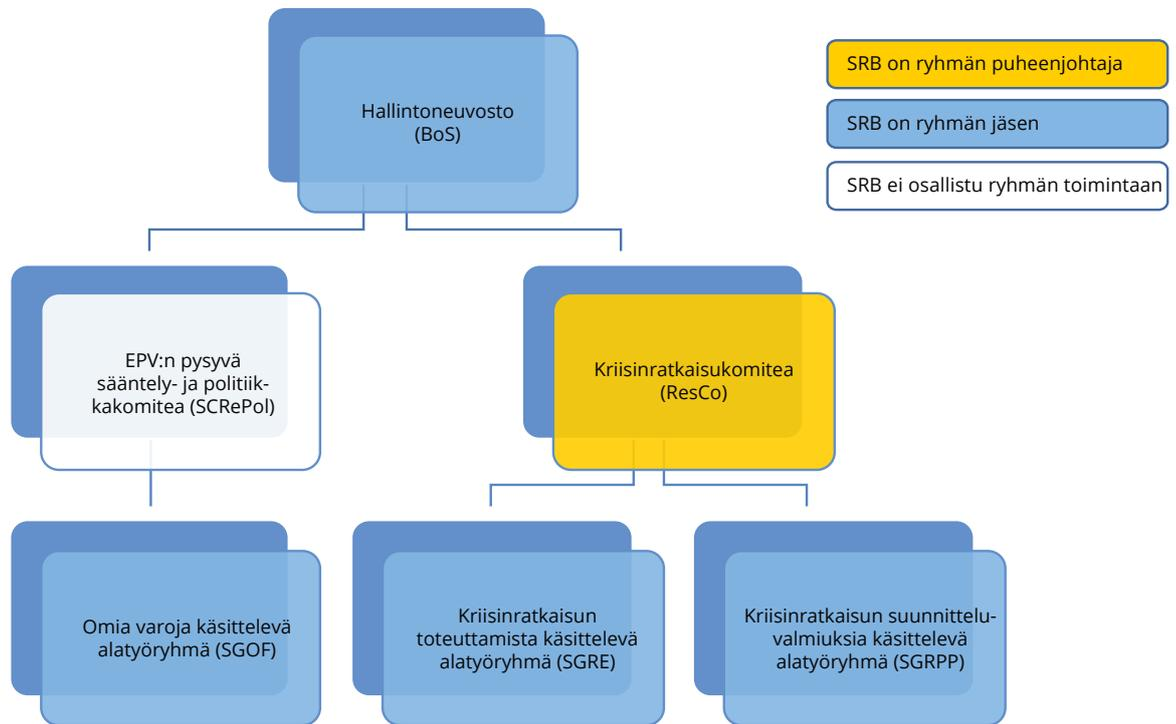 Hallintoneuvosto
(BoS)
SRB on ryhmän puheenjohtaja
SRB on ryhmän jäsen
SRB ei osallistu ryhmän toimintaan
EPV:n pysyvä
sääntely- ja politiik-
kakomitea (SCRePol)
Kriisinratkaisukomitea
(ResCo)
Omia varoja käsittelevä
alatyöryhmä (SGOF)
Kriisinratkaisun
toteuttamista käsittelevä
alatyöryhmä (SGRE)
Kriisinratkaisun suunnittelu-
valmiuksia käsittelevä
alatyöryhmä (SGRPP)